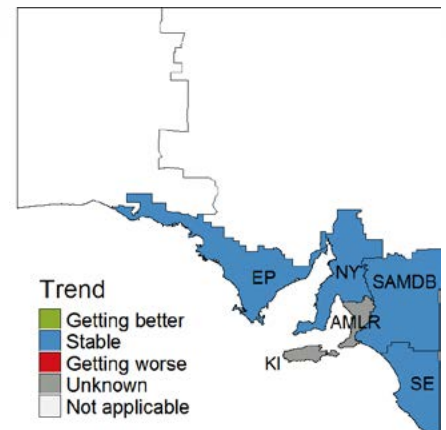 EP
NY
SAMDB
AMLR
KI
SE
Trend
Getting better
Stable
Getting worse
Unknown
Not applicable